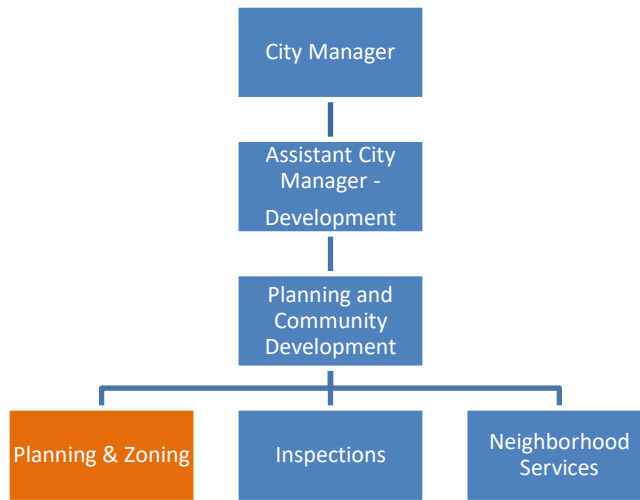 City Manager
Assistant City
Manager -
Development
Planning and
Community
Development
Planning & Zoning
Inspections
Neighborhood
Services